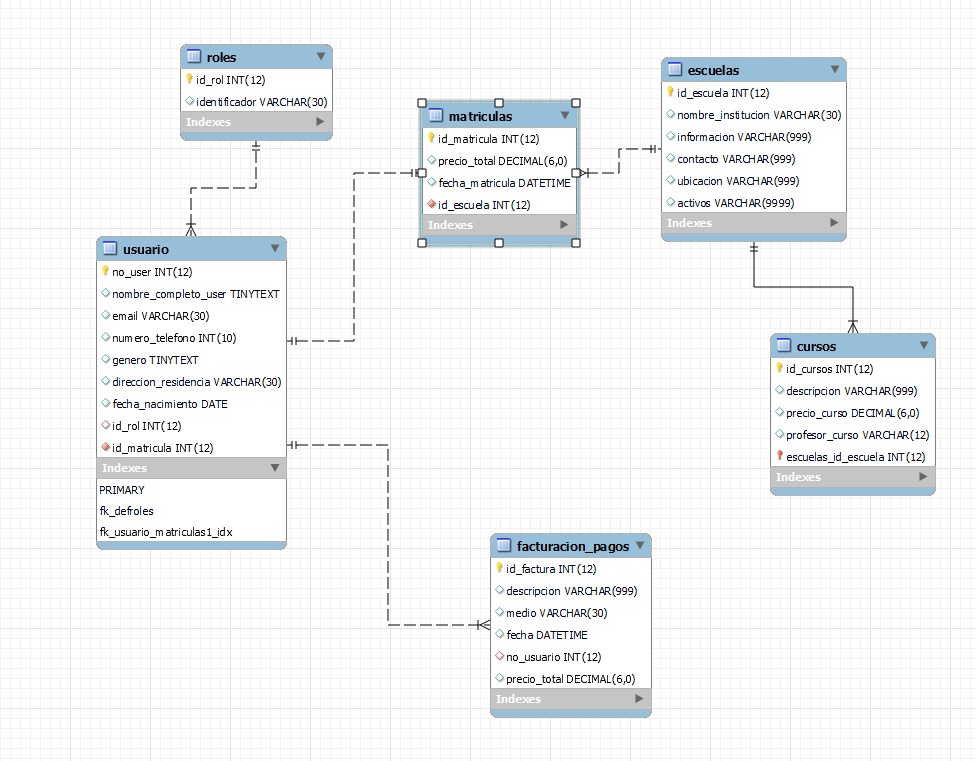 roles
id_rol INT(12)
identificador VARCHAR(30)
Indexes
matriculas
id_matricula INT(12)
precio_total DECIMAL(6,0)
fecha_matricula DATETIME
id_escuela INT(12)
Indexes
escuelas
id_escuela INT(12)
nombre_institucion VARCHAR(30)
informacion VARCHAR(999)
contacto VARCHAR(999)
ubicacion VARCHAR(999)
activos VARCHAR(9999)
Indexes
usuario
no_user INT(12)
nombre_completo_user TINYTEXT
email VARCHAR(30)
numero_telefono INT(10)
genero TINYTEXT
direccion_residencia VARCHAR(30)
fecha_nacimiento DATE
id_rol INT(12)
id_matricula INT(12)
Indexes
PRIMARY
fk_defroles
fk_usuario_matriculas1_idx
cursos
id_cursos INT(12)
descripcion VARCHAR(999)
precio_curso DECIMAL(6,0)
profesor_curso VARCHAR(12)
escuelas_id_escuela INT(12)
Indexes
facturacion_pagos
id_factura INT(12)
descripcion VARCHAR(999)
medio VARCHAR(30)
fecha DATETIME
no_usuario INT(12)
precio_total DECIMAL(6,0)
Indexes